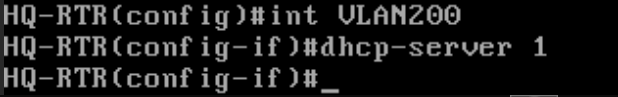 HQ-RTR(config)#int VLAN200
HQ-RTR(config-if)#dhcp-server 1
HQ-RTR(config-if)#_